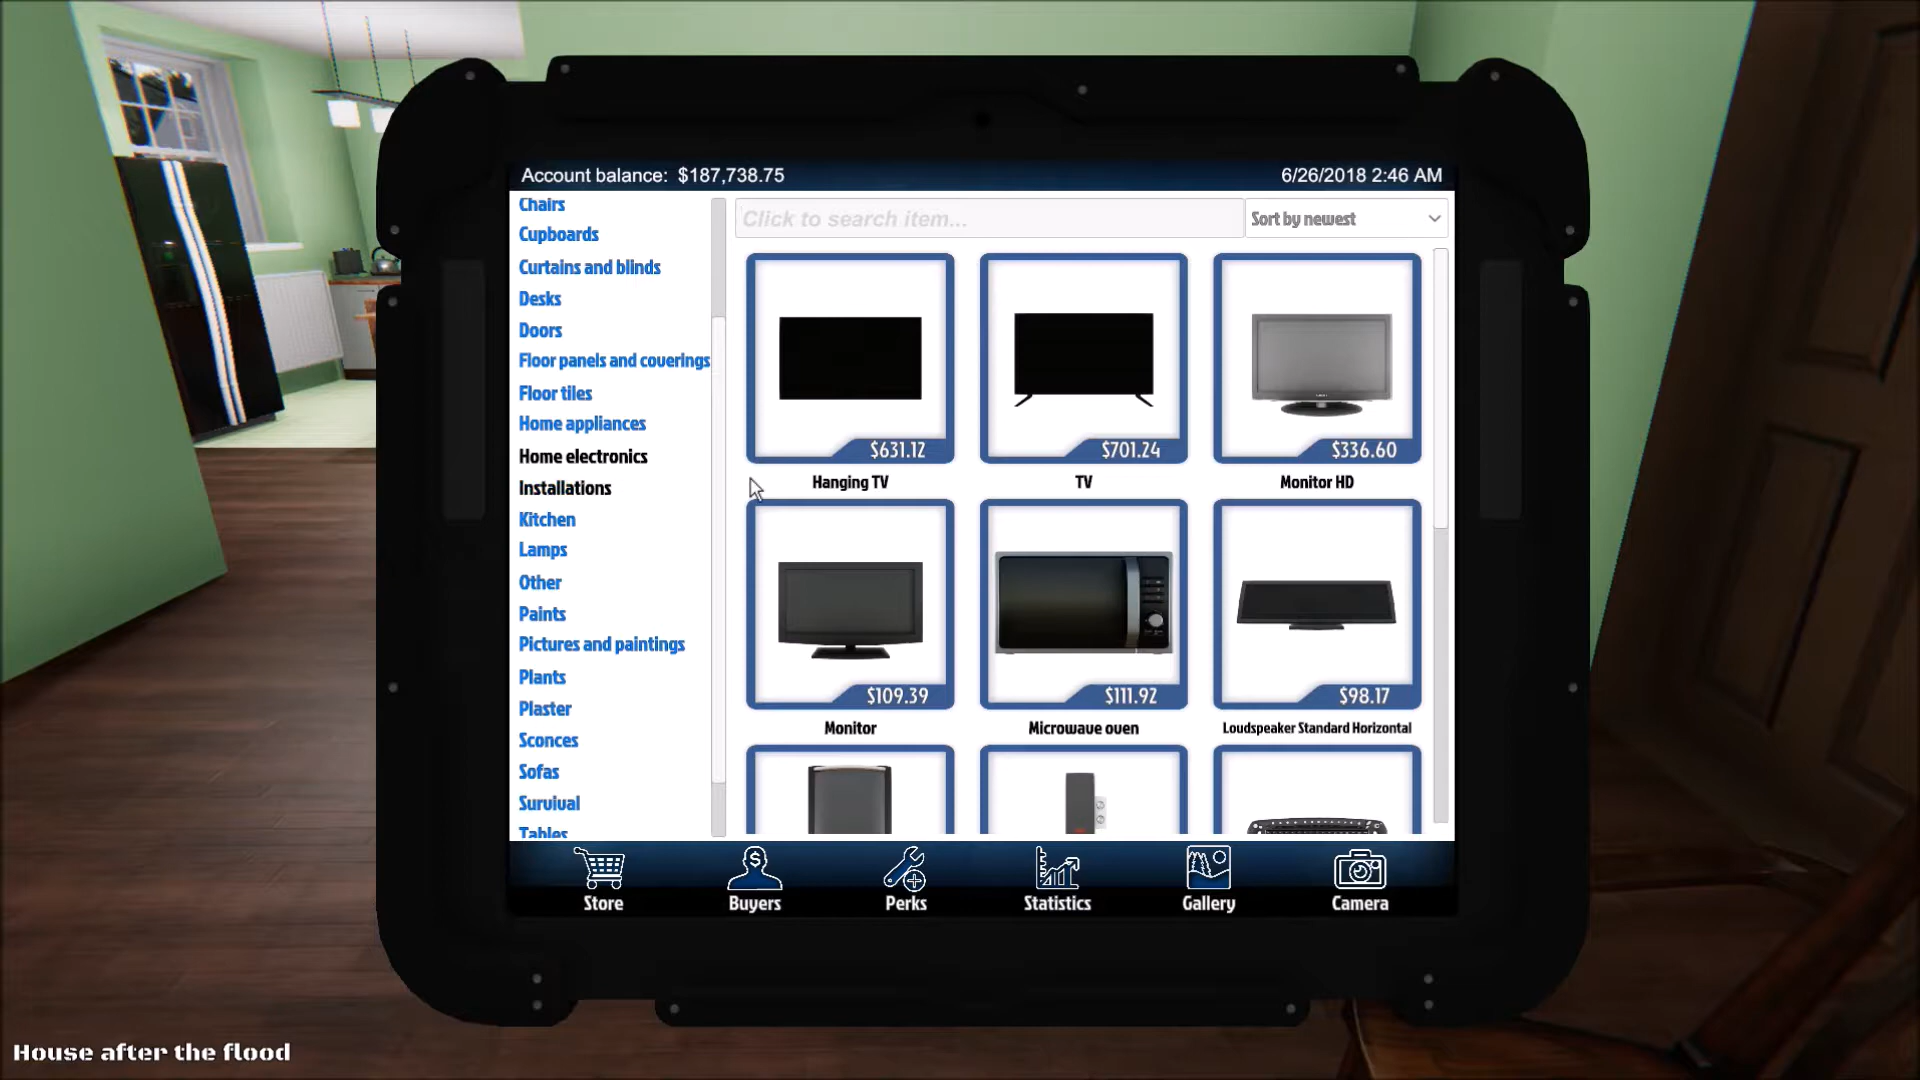 Account balance: $187,738.75
6/26/2018 2:46 AM
Chairs
Cupboards
Curtains and blinds
Desks
Doors
Floor panels and coverings
Floor tiles
Home appliances
Home electronics
Installations
Kitchen
Lamps
Other
Paints
Pictures and paintings
Plants
Plaster
Sconces
Sofas
Survival
Tables
Click to search item...
Sort by newest
$631.12
$701.24
$336.60
Hanging TV
TV
Monitor HD
$109.39
$111.92
$98.17
Monitor
Microwave oven
Loudspeaker Standard Horizontal
Store
Buyers
Perks
Statistics
Gallery
Camera
House after the flood